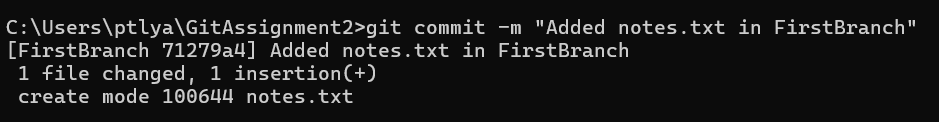 C:\Users\ptlya\GitAssignment2>git commit -m "Added notes.txt in FirstBranch"
[FirstBranch 71279a4] Added notes.txt in FirstBranch
 1 file changed, 1 insertion(+)
 create mode 100644 notes.txt